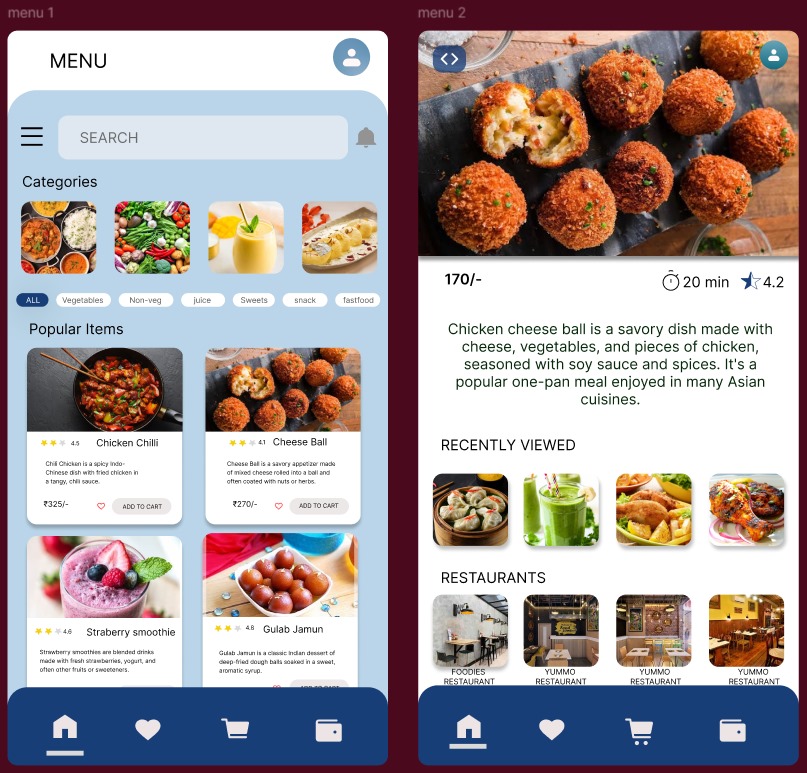 menu 1
MENU
SEARCH
Categories
ALL Vegetables Non-veg juice Sweets snack fastfood
Popular Items
4.5 Chicken Chilli
Chili Chicken is a spicy Indo-
Chinese dish with fried chicken in
a tangy, chili sauce.
₹325/-
ADD TO CART
4.1 Cheese Ball
Cheese Ball is a savory appetizer made
of mixed cheese rolled into a ball and
often coated with nuts or herbs.
₹270/-
ADD TO CART
4.6 Straberry smoothie
Strawberry smoothies are blended drinks
made with fresh strawberries, yogurt, and
often other fruits or sweeteners.
4.8 Gulab Jamun
Gulab Jamun is a classic Indian dessert of
deep-fried dough balls soaked in a sweet,
aromatic syrup.
ADD TO CART
menu 2
170/-
20 min
4.2
Chicken cheese ball is a savory dish made with
cheese, vegetables, and pieces of chicken,
seasoned with soy sauce and spices. It's a
popular one-pan meal enjoyed in many Asian
cuisines.
RECENTLY VIEWED
RESTAURANTS
FOODIES
RESTAURANT
YUMMO
RESTAURANT
YUMMO
RESTAURANT
YUMMO
RESTAURANT